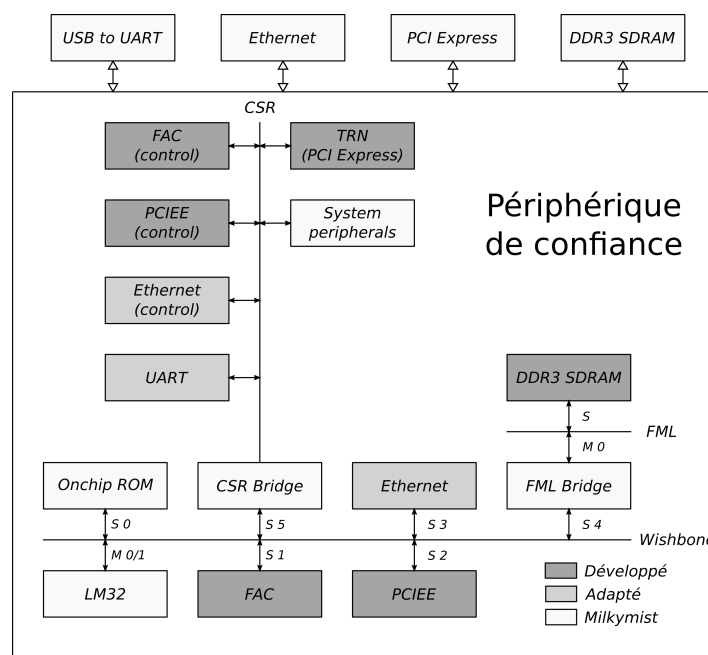 USB to UART
Ethernet
PCI Express
DDR3 SDRAM
CSR
FAC
(control)
TRN
(PCI Express)
PCIEE
(control)
System
peripherals
Périphérique
de confiance
Ethernet
(control)
UART
DDR3 SDRAM
S
FML
M 0
Onchip ROM
CSR Bridge
Ethernet
FML Bridge
S 0
S 5
S 3
S 4
Wishbone
M 0/1
S 1
S 2
LM32
FAC
PCIEE
Développé
Adapté
Milkymist